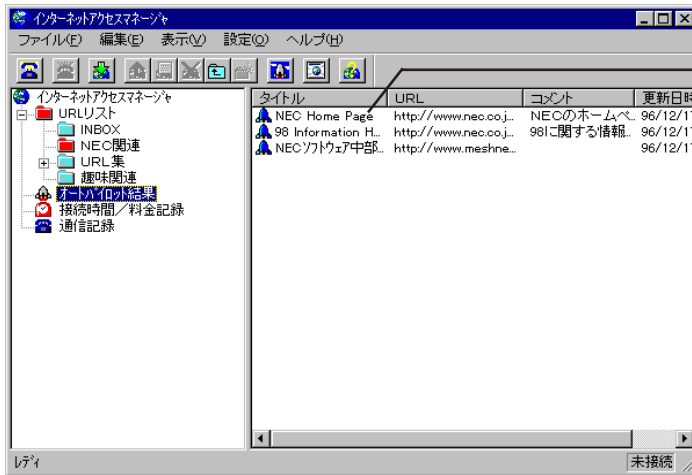 インターネットアクセスマネージャ
ファイル(F) 編集(E) 表示(V) 設定(O) ヘルプ(H)
インターネットアクセスマネージャ
URLリスト
INBOX
NEC関連
URL集
趣味関連
オートパイロット結果
接続時間／料金記録
通信記録
タイトル URL コメント 更新日時
NEC Home Page http://www.nec.co.j... NECのホームペ... 96/12/17
98 Information H... http://www.nec.co.j... 98に関する情報... 96/12/17
NECソフトウェア中部... http://www.meshne... 96/12/17
レディ 未接続